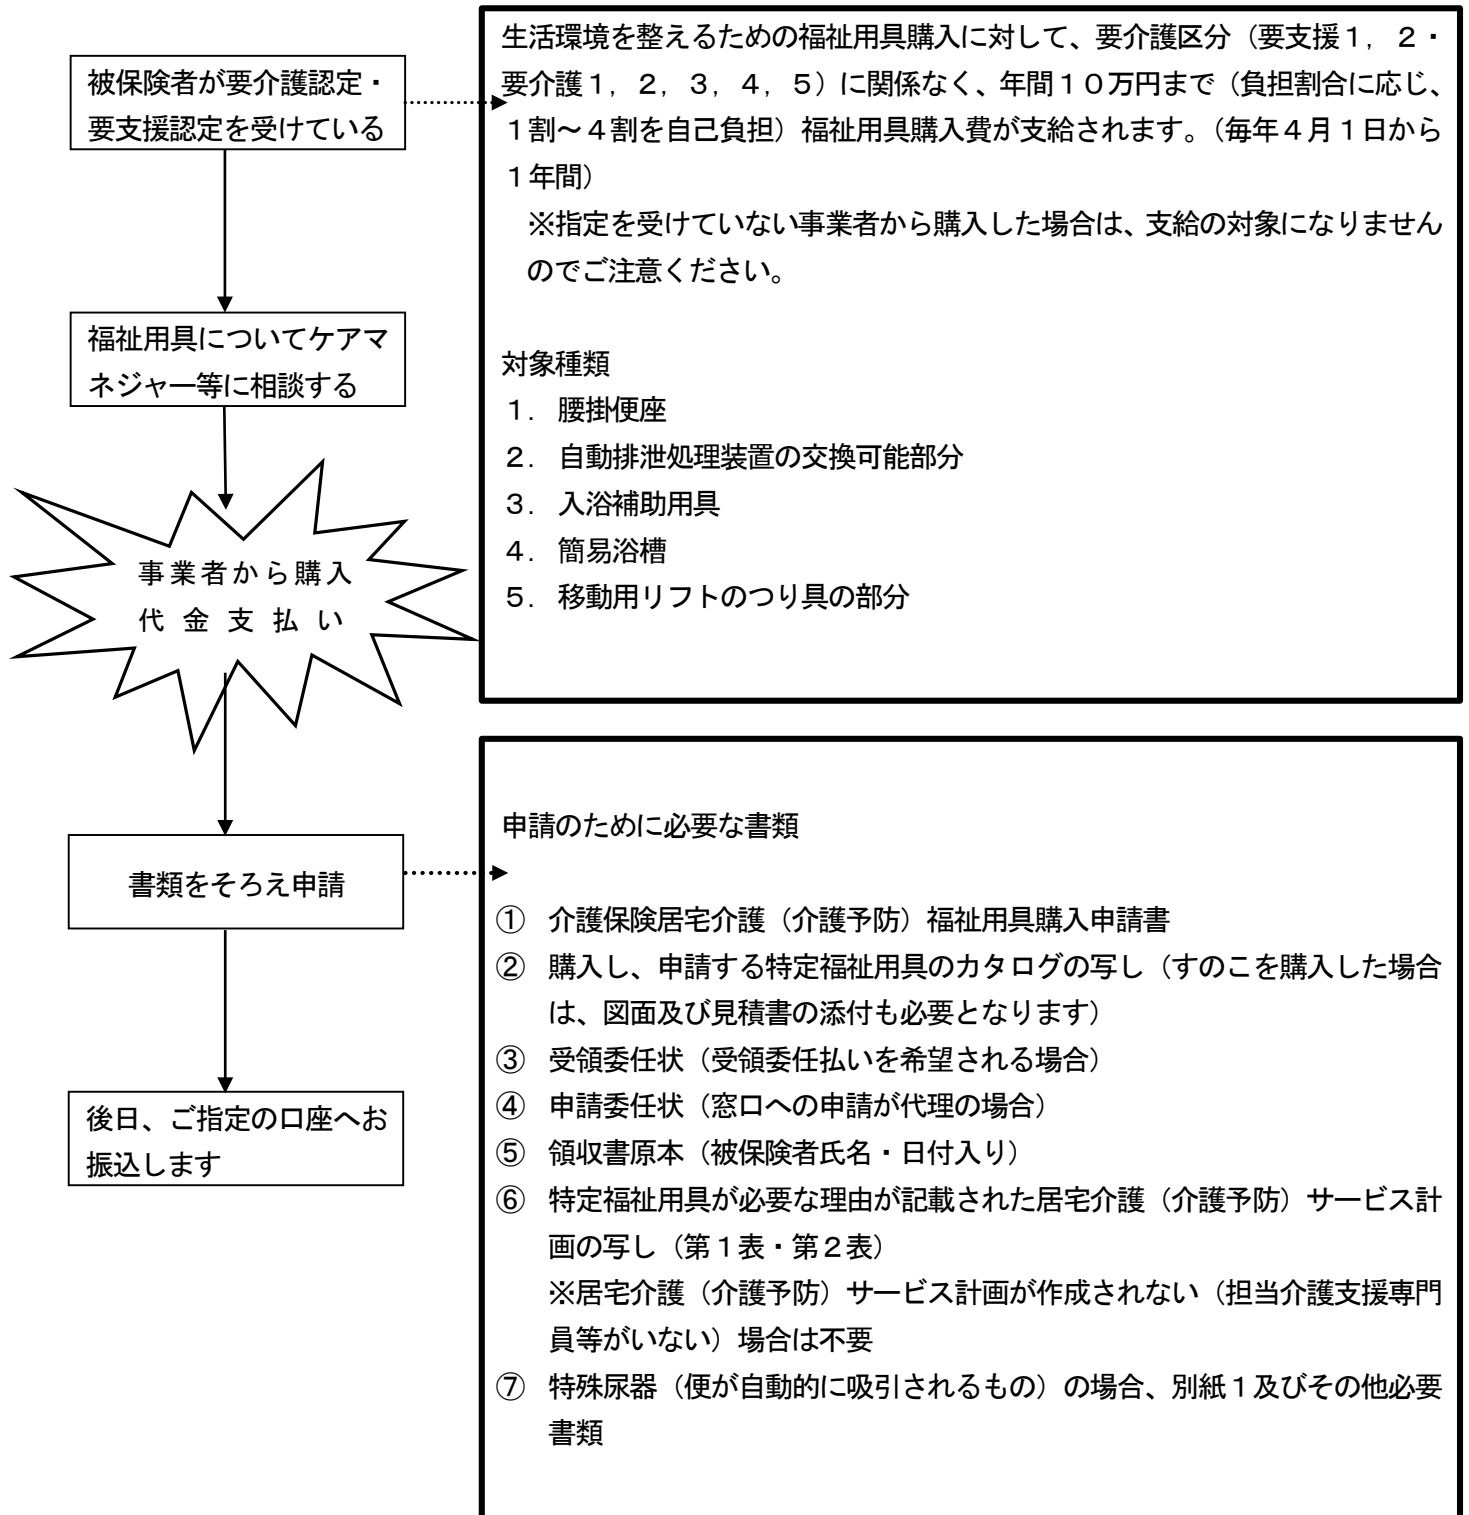 被保険者が要介護認定・
要支援認定を受けている
福祉用具についてケアマ
ネジャー等に相談する
事業者から購入
代金支払い
書類をそろえ申請
後日、ご指定の口座へお
振込します
生活環境を整えるための福祉用具購入に対して、要介護区分（要支援１，２・
要介護１，２，３，４，５）に関係なく、年間１０万円まで（負担割合に応じ、
１割～４割を自己負担）福祉用具購入費が支給されます。（毎年４月１日から
１年間）
※指定を受けていない事業者から購入した場合は、支給の対象になりません
のでご注意ください。
対象種類
１．腰掛便座
２．自動排泄処理装置の交換可能部分
３．入浴補助用具
４．簡易浴槽
５．移動用リフトのつり具の部分
申請のために必要な書類
① 介護保険居宅介護（介護予防）福祉用具購入申請書
② 購入し、申請する特定福祉用具のカタログの写し（すのこを購入した場合
は、図面及び見積書の添付も必要となります）
③ 受領委任状（受領委任払いを希望される場合）
④ 申請委任状（窓口への申請が代理の場合）
⑤ 領収書原本（被保険者氏名・日付入り）
⑥ 特定福祉用具が必要な理由が記載された居宅介護（介護予防）サービス計
画の写し（第１表・第２表）
※居宅介護（介護予防）サービス計画が作成されない（担当介護支援専門
員等がいない）場合は不要
⑦ 特殊尿器（便が自動的に吸引されるもの）の場合、別紙１及びその他必要
書類